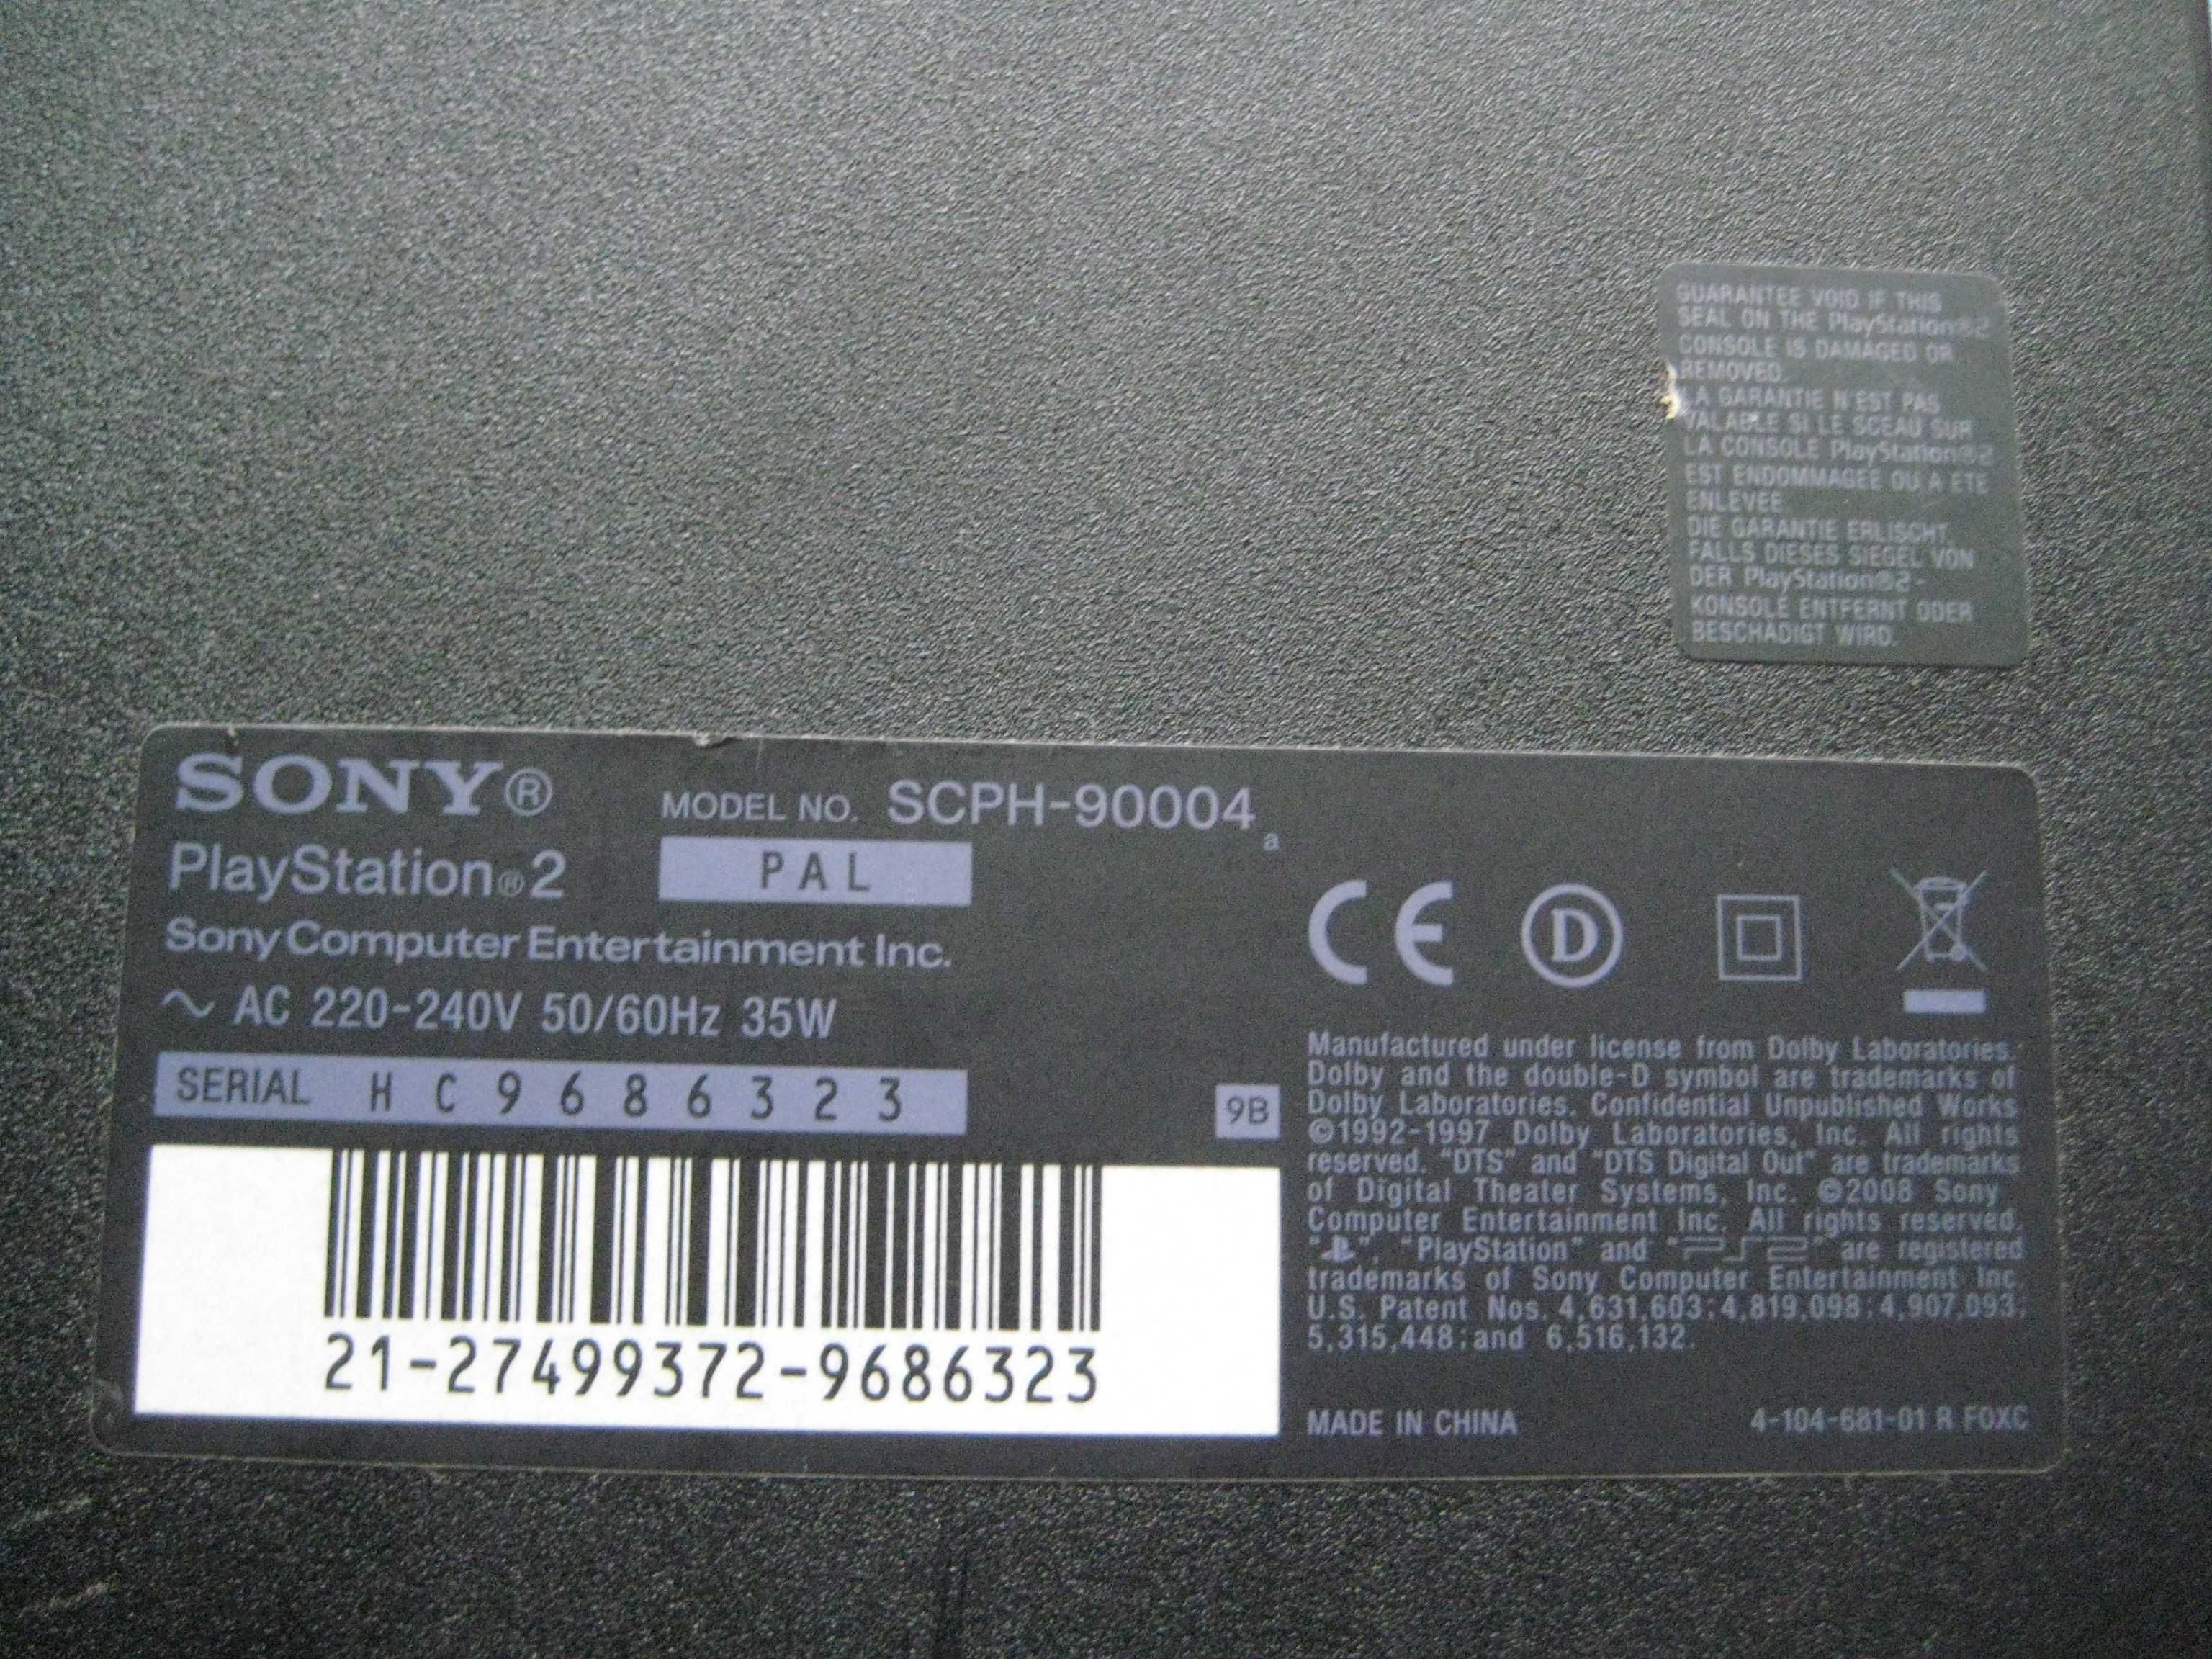 GUARANTEE VOID IF THIS
SEAL ON THE PlayStation®2
CONSOLE IS DAMAGED OR
REMOVED.
LA GARANTIE N'EST PAS
VALABLE SI LE SCEAU SUR
LA CONSOLE PlayStation®2
EST ENDOMMAGEE OU A ETE
ENLEVEE.
DIE GARANTIE ERLISCHT,
FALLS DIESES SIEGEL VON
DER PlayStation®2-
KONSOLE ENTFERNT ODER
BESCHADIGT WIRD.
SONY®
PlayStation®2
MODEL NO. SCPH-90004
a
PAL
Sony Computer Entertainment Inc.
~ AC 220-240V 50/60Hz 35W
SERIAL HC9686323
9B
21-27499372-9686323
CE D
Manufactured under license from Dolby Laboratories.
Dolby and the double-D symbol are trademarks of
Dolby Laboratories. Confidential Unpublished Works
©1992-1997 Dolby Laboratories, Inc. All rights
reserved. "DTS" and "DTS Digital Out" are trademarks
of Digital Theater Systems, Inc. ©2008 Sony
Computer Entertainment Inc. All rights reserved.
"PS", "PlayStation" and "PS2" are registered
trademarks of Sony Computer Entertainment Inc.
U.S. Patent Nos. 4,631,603;4,819,098;4,907,093;
5,315,448;and 6,516,132.
MADE IN CHINA
4-104-681-01 R FOXC